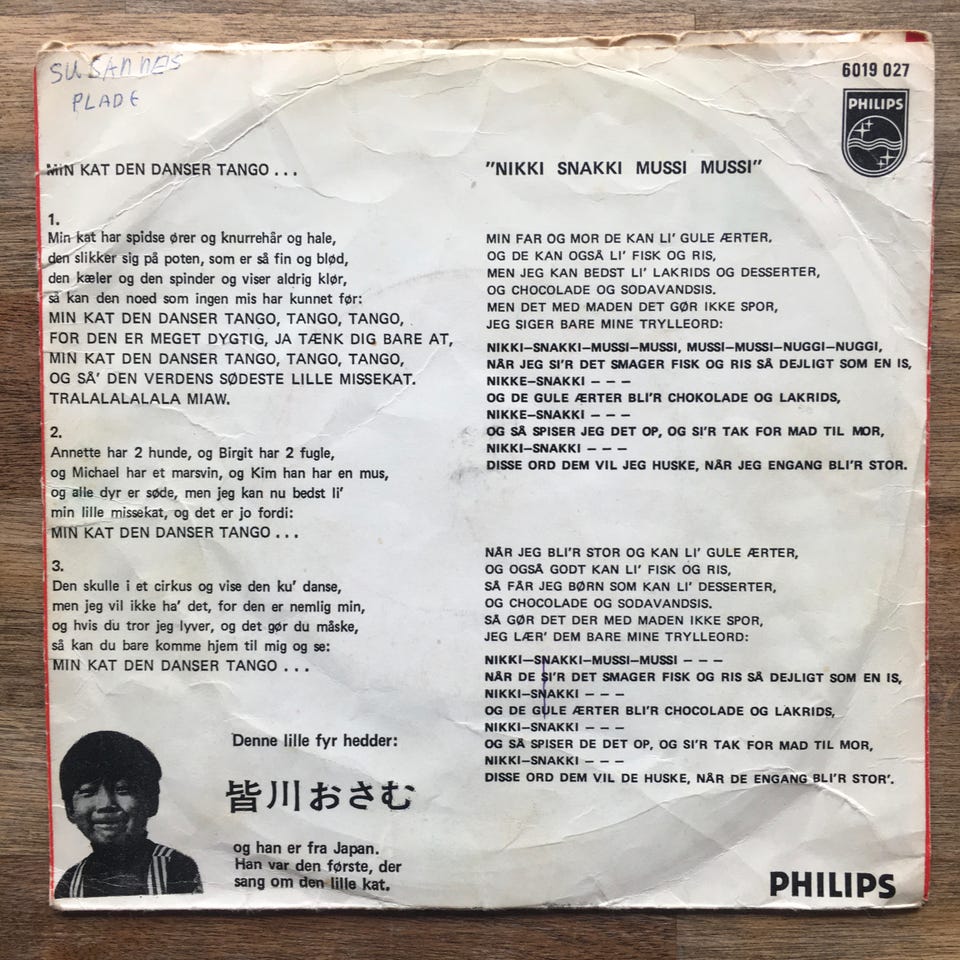 SUSANNES
PLADE
6019 027
PHILIPS
MIN KAT DEN DANSER TANGO . . .
1.
Min kat har spidse ører og knurrehår og hale,
den slikker sig på poten, som er så fin og blød,
den kæler og den spinder og viser aldrig klør,
så kan den noed som ingen mis har kunnet før:
MIN KAT DEN DANSER TANGO, TANGO, TANGO,
FOR DEN ER MEGET DYGTIG, JA TÆNK DIG BARE AT,
MIN KAT DEN DANSER TANGO, TANGO, TANGO,
OG SÅ' DEN VERDENS SØDESTE LILLE MISSEKAT.
TRALALALALALA MIAW.
2.
Annette har 2 hunde, og Birgit har 2 fugle,
og Michael har et marsvin, og Kim han har en mus,
og alle dyr er søde, men jeg kan nu bedst li'
min lille missekat, og det er jo fordi:
MIN KAT DEN DANSER TANGO . . .
3.
Den skulle i et cirkus og vise den ku' danse,
men jeg vil ikke ha' det, for den er nemlig min,
og hvis du tror jeg lyver, og det gør du måske,
så kan du bare komme hjem til mig og se:
MIN KAT DEN DANSER TANGO . . .
Denne lille fyr hedder:
皆川おさむ
og han er fra Japan.
Han var den første, der
sang om den lille kat.
"NIKKI SNAKKI MUSSI MUSSI"
MIN FAR OG MOR DE KAN LI' GULE ÆRTER,
OG DE KAN OGSÅ LI' FISK OG RIS,
MEN JEG KAN BEDST LI' LAKRIDS OG DESSERTER,
OG CHOCOLADE OG SODAVANDSIS.
MEN DET MED MADEN DET GØR IKKE SPOR,
JEG SIGER BARE MINE TRYLLEORD:
NIKKI–SNAKKI–MUSSI–MUSSI, MUSSI–MUSSI–NUGGI–NUGGI,
NÅR JEG SI'R DET SMAGER FISK OG RIS SÅ DEJLIGT SOM EN IS,
NIKKE–SNAKKI – – –
OG DE GULE ÆRTER BLI'R CHOKOLADE OG LAKRIDS,
NIKKE–SNAKKI – – –
OG SÅ SPISER JEG DET OP, OG SI'R TAK FOR MAD TIL MOR,
NIKKI–SNAKKI – – –
DISSE ORD DEM VIL JEG HUSKE, NÅR JEG ENGANG BLI'R STOR.
NÅR JEG BLI'R STOR OG KAN LI' GULE ÆRTER,
OG OGSÅ GODT KAN LI' FISK OG RIS,
SÅ FÅR JEG BØRN SOM KAN LI' DESSERTER,
OG CHOCOLADE OG SODAVANDSIS.
SÅ GØR DET DER MED MADEN IKKE SPOR,
JEG LÆR' DEM BARE MINE TRYLLEORD:
NIKKI–SNAKKI–MUSSI–MUSSI – – –
NÅR DE SI'R DET SMAGER FISK OG RIS SÅ DEJLIGT SOM EN IS,
NIKKI–SNAKKI – – –
OG DE GULE ÆRTER BLI'R CHOCOLADE OG LAKRIDS,
NIKKI–SNAKKI – – –
OG SÅ SPISER DE DET OP, OG SI'R TAK FOR MAD TIL MOR,
NIKKI–SNAKKI – – –
DISSE ORD DEM VIL DE HUSKE, NÅR DE ENGANG BLI'R STOR'.
PHILIPS